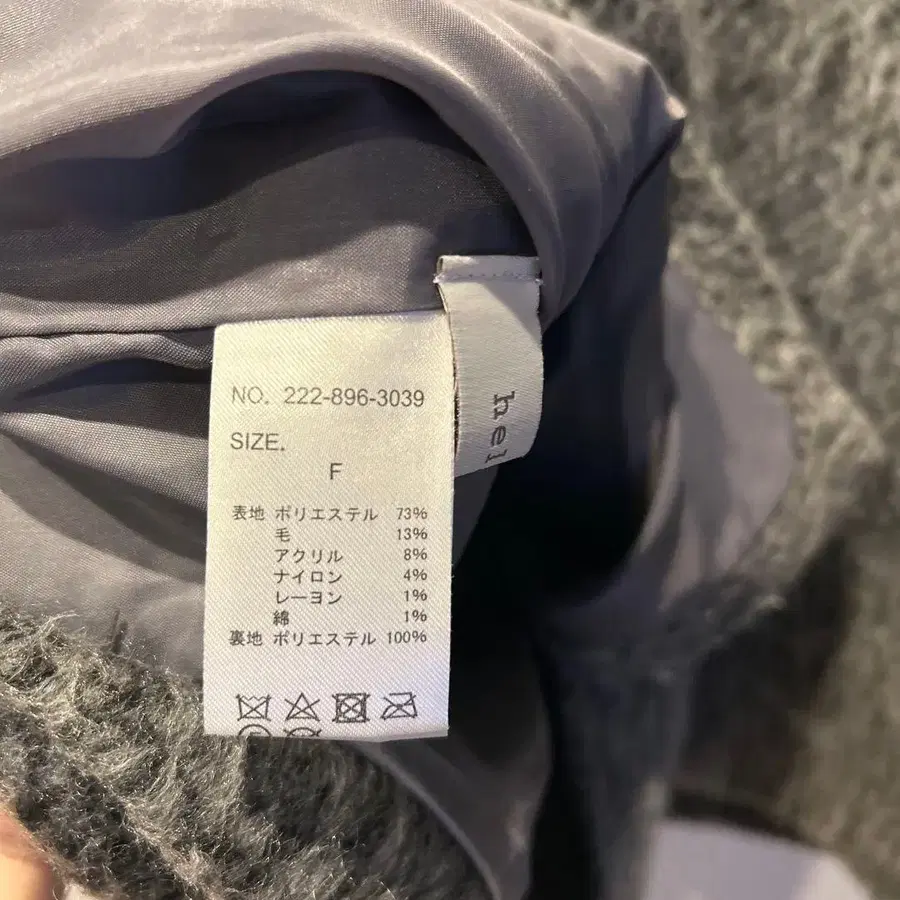 NO. 222-896-3039
SIZE.
F
表地 ポリエステル 73%
毛 13%
アクリル 8%
ナイロン 4%
レーヨン 1%
綿 1%
裏地 ポリエステル 100%